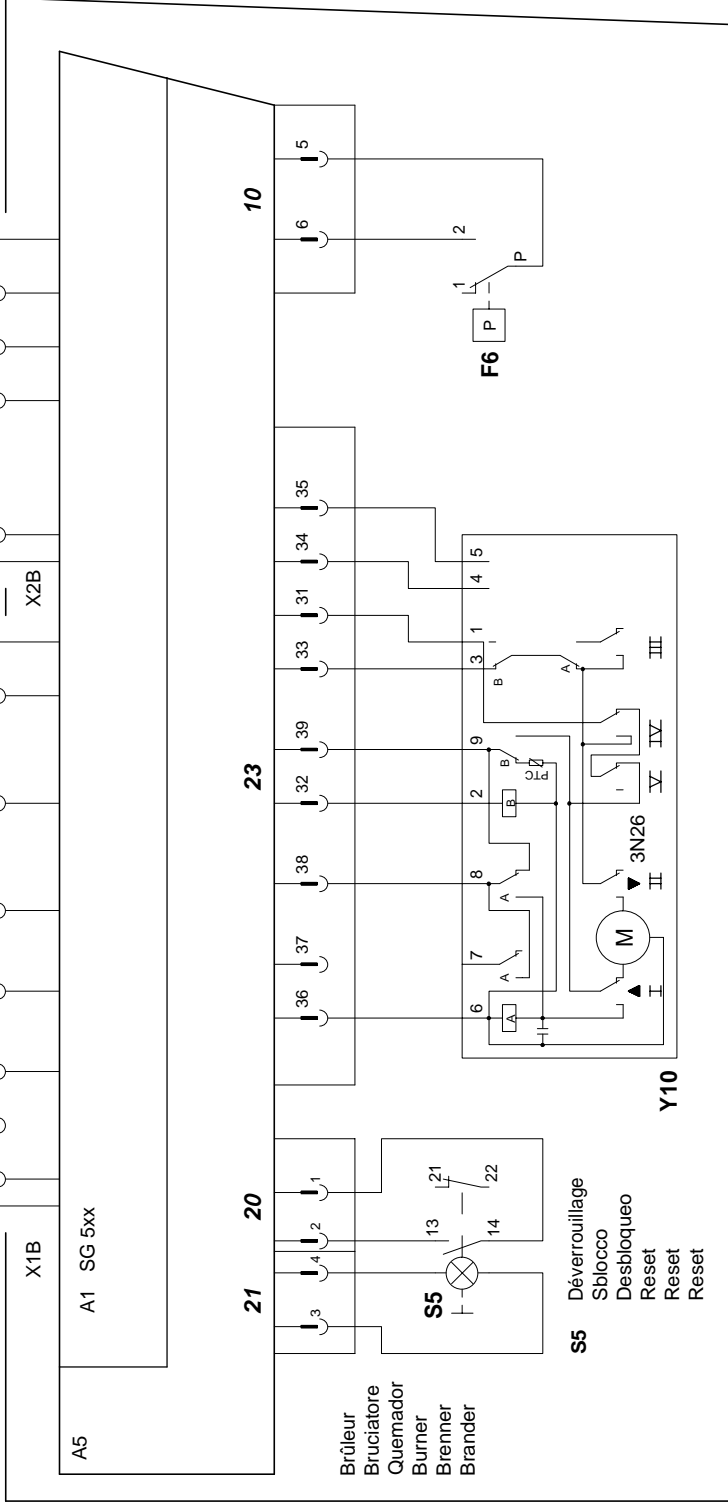 X1B
X2B
A1 SG 5xx
A5
21
20
23
10
3
4
2
1
36
37
38
32
39
33
31
34
35
6
5
Brûleur
Bruciatore
Quemador
Burner
Brenner
Brander
S5
13
14
21
22
S5
Déverrouillage
Sblocco
Desbloqueo
Reset
Reset
Reset
6
7
8
2
9
3
1
4
5
A
A
A
B
B
PTC
B
A
M
3N26
I
II
V
IV
III
Y10
F6
P
1
2
P